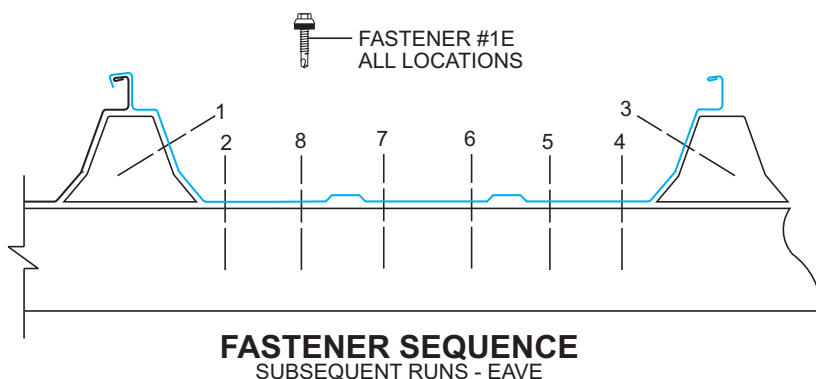 FASTENER #1E
ALL LOCATIONS
1
2
8
7
6
5
4
3
FASTENER SEQUENCE
SUBSEQUENT RUNS - EAVE